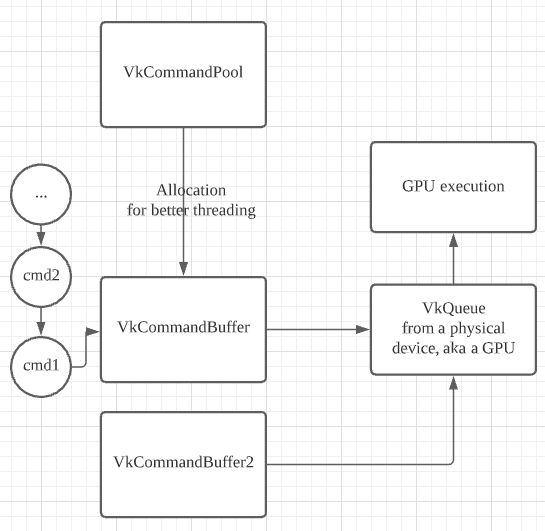 VkCommandPool
Allocation
for better threading
...
GPU execution
cmd2
VkCommandBuffer
VkQueue
from a physical
device, aka a GPU
cmd1
VkCommandBuffer2